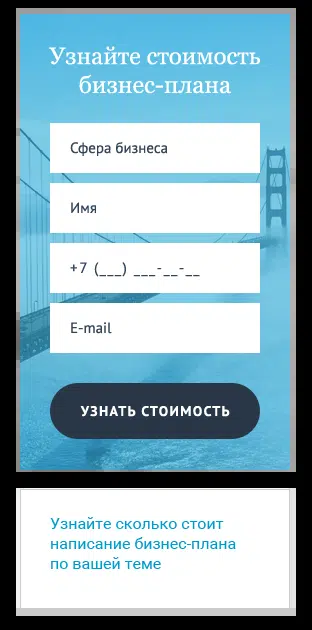 Узнайте стоимость
бизнес-плана
Сфера бизнеса
Имя
+7 (___) ___-__-__
E-mail
УЗНАТЬ СТОИМОСТЬ
Узнайте сколько стоит
написание бизнес-плана
по вашей теме